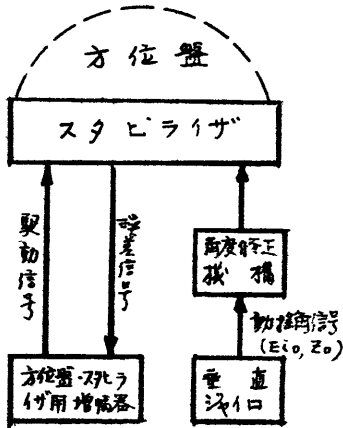 方位盤
スタビライザ
駆動信号
誤差信号
角度修正
機構
動揺角信号
(Eio, Zo)
方位盤・スタビラ
イザ用増幅器
垂直
ジャイロ